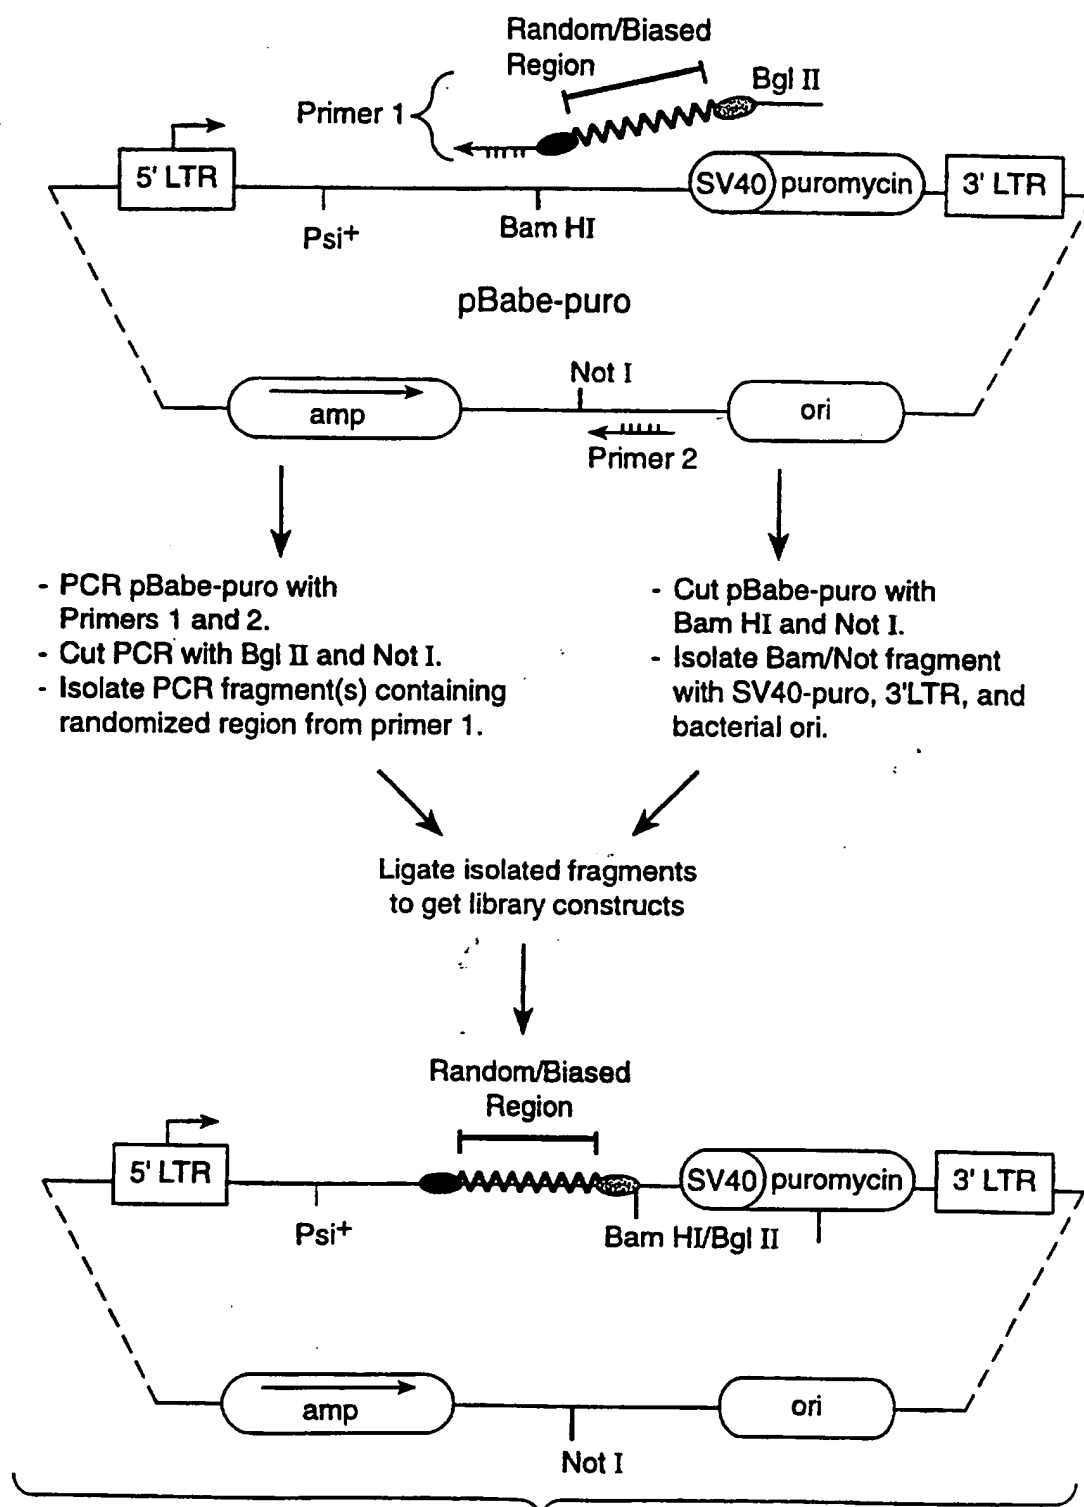 Random/Biased
Region
Bgl II
Primer 1
5' LTR
SV40
puromycin
3' LTR
Psi+
Bam HI
pBabe-puro
Not I
amp
ori
Primer 2
- PCR pBabe-puro with
Primers 1 and 2.
- Cut PCR with Bgl II and Not I.
- Isolate PCR fragment(s) containing
randomized region from primer 1.
- Cut pBabe-puro with
Bam HI and Not I.
- Isolate Bam/Not fragment
with SV40-puro, 3'LTR, and
bacterial ori.
Ligate isolated fragments
to get library constructs
Random/Biased
Region
5' LTR
SV40
puromycin
3' LTR
Psi+
Bam HI/Bgl II
amp
ori
Not I